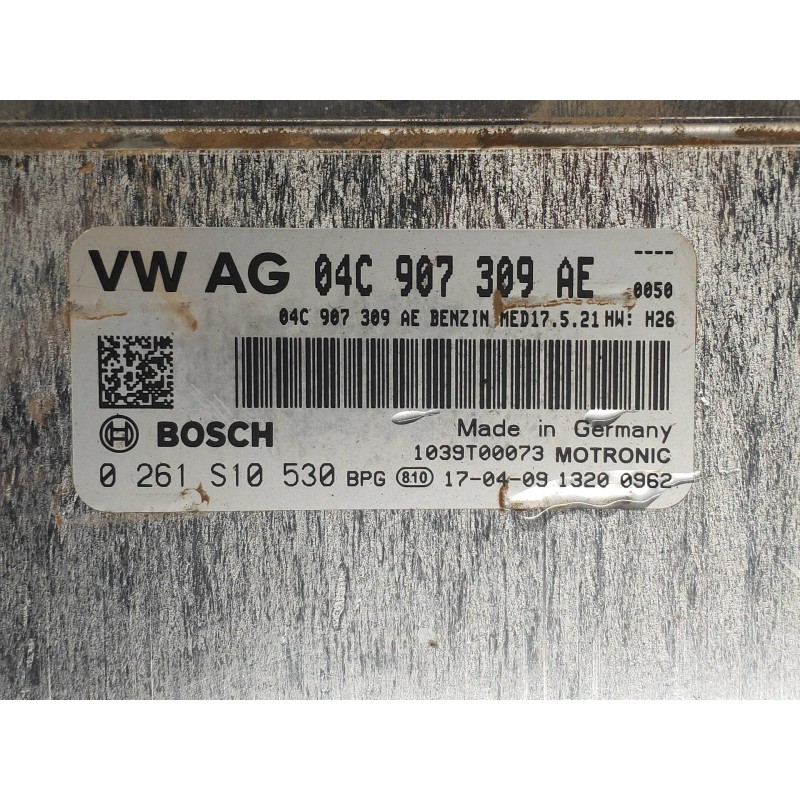 VW AG 04C 907 309 AE ----
0050
04C 907 309 AE BENZIN MED17.5.21 HW: H26
BOSCH
Made in Germany
1039T00073 MOTRONIC
0 261 S10 530 BPG 810 17-04-09 1320 0962